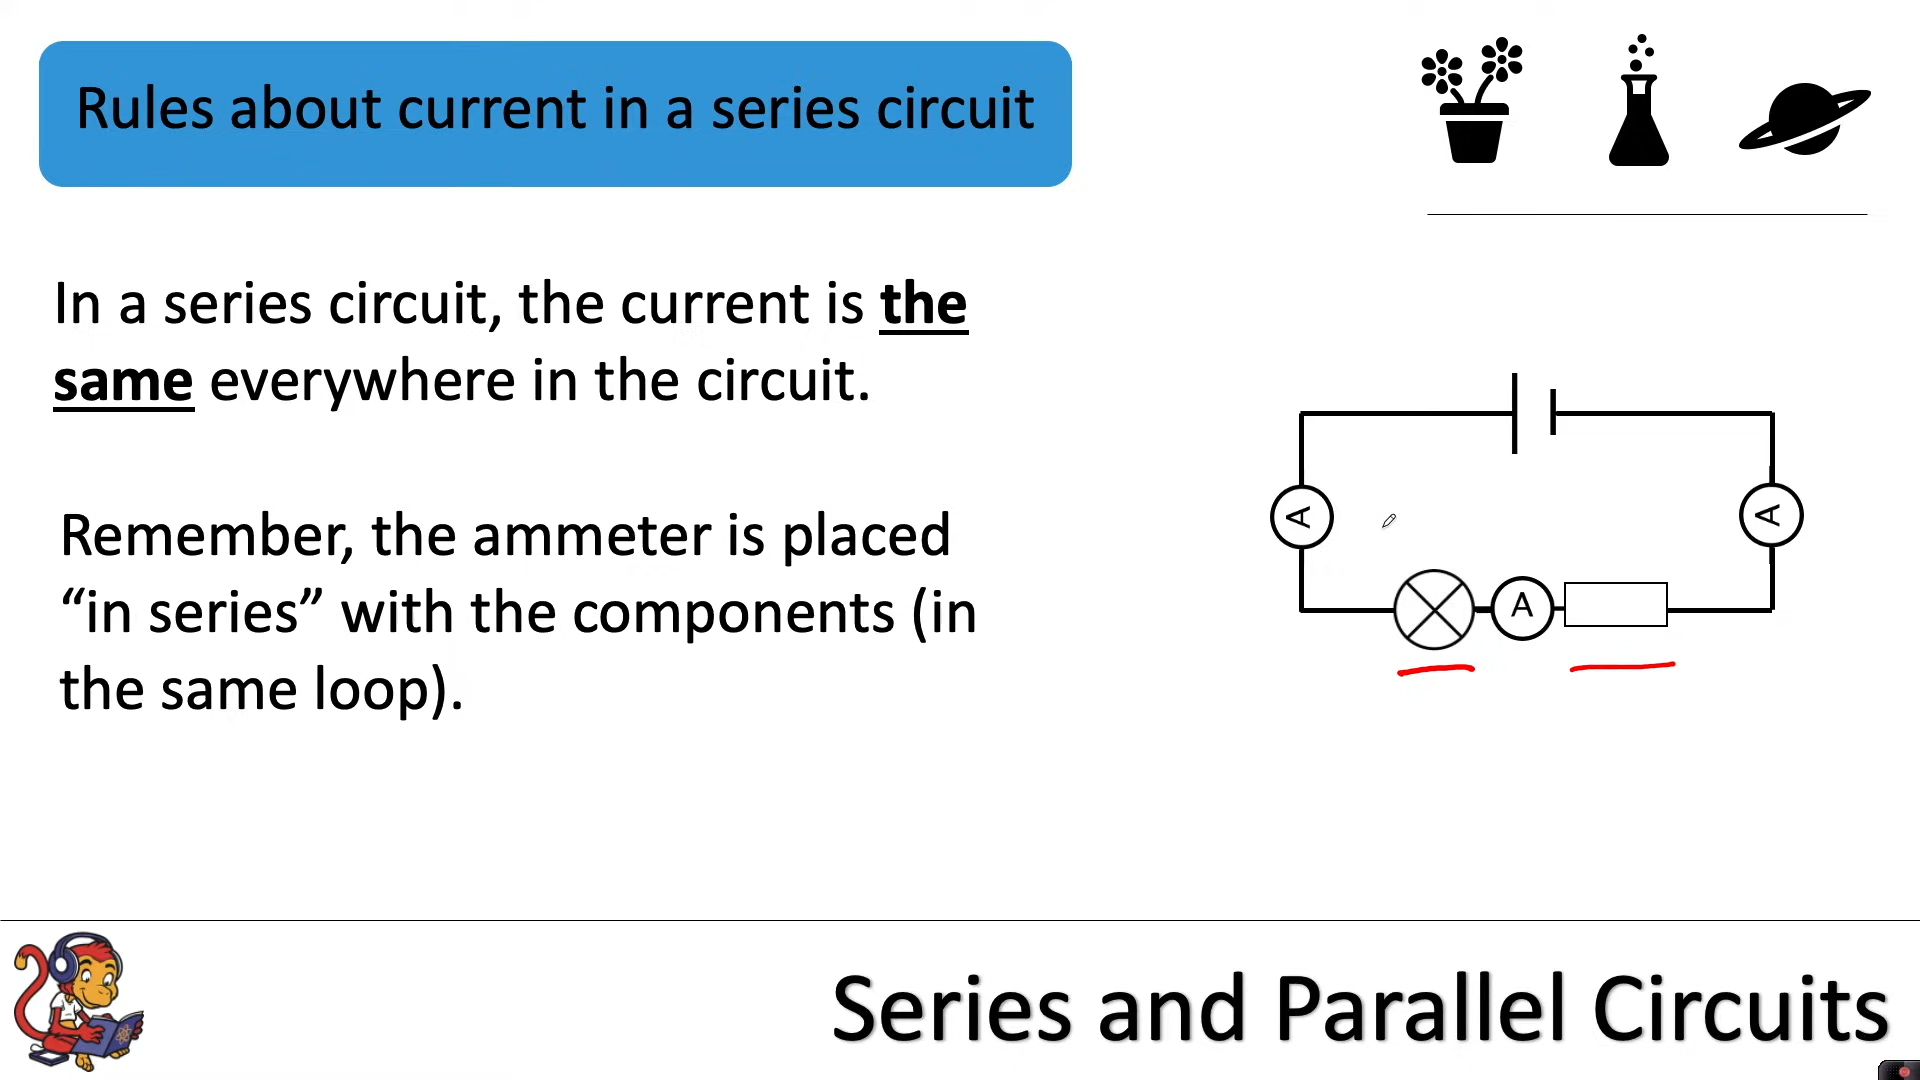 Rules about current in a series circuit
In a series circuit, the current is the
same everywhere in the circuit.
Remember, the ammeter is placed
“in series” with the components (in
the same loop).
A
A
A
Series and Parallel Circuits